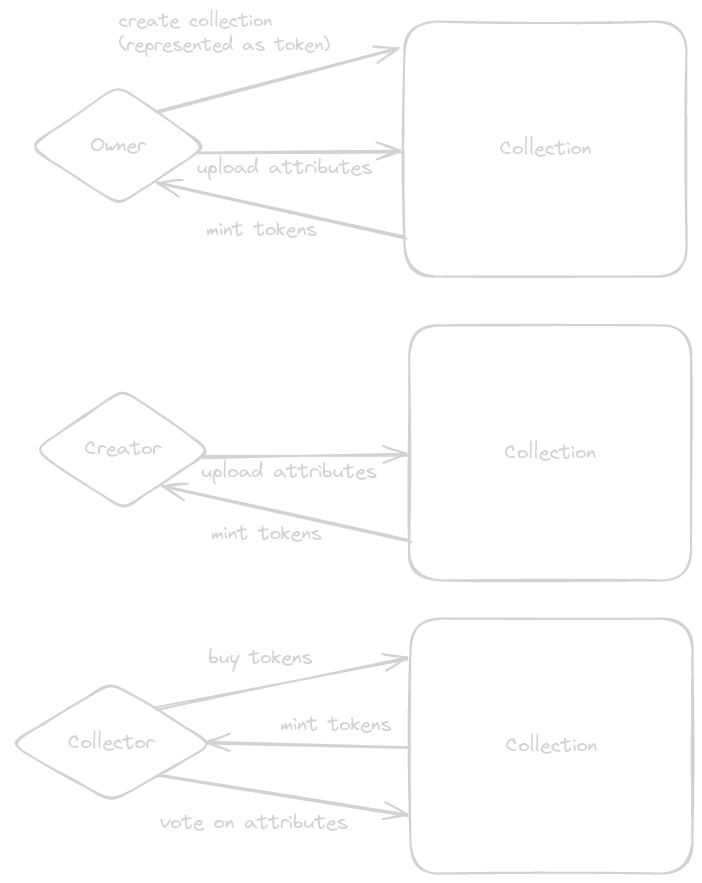 create collection
(represented as token)
Owner
Collection
upload attributes
mint tokens
Creator
Collection
upload attributes
mint tokens
buy tokens
mint tokens
Collector
Collection
vote on attributes